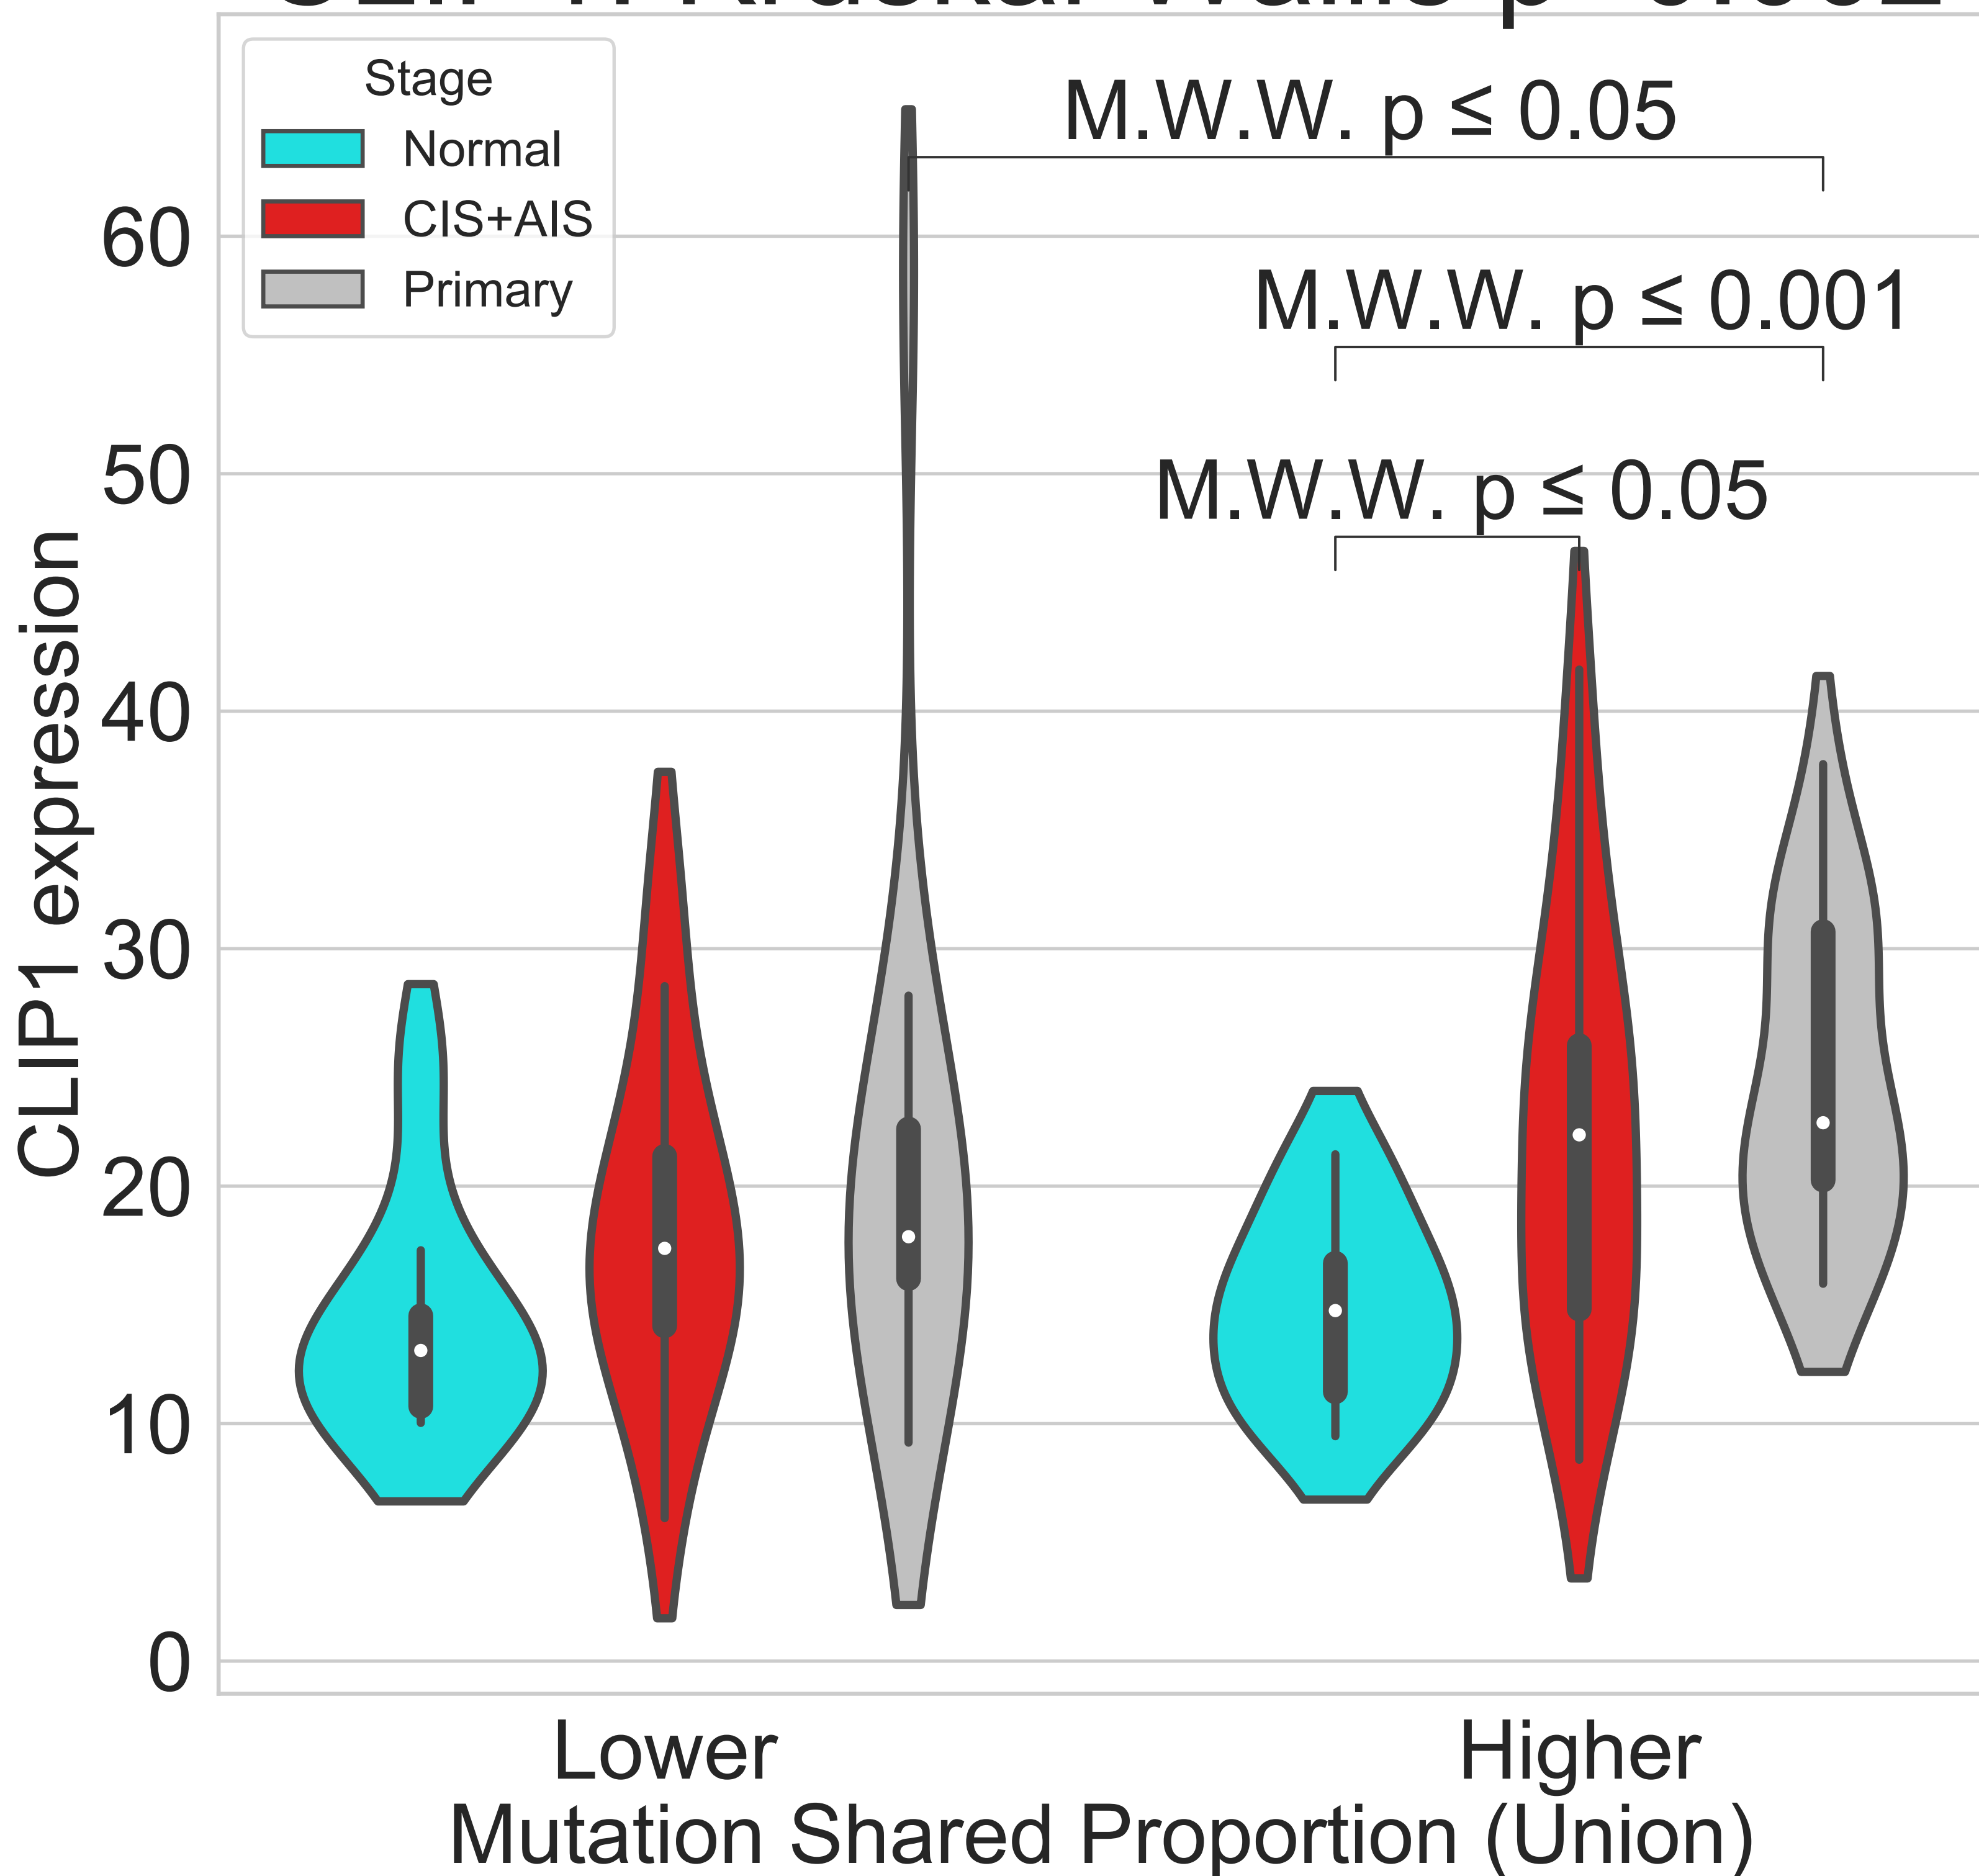 Stage
Normal
CIS+AIS
Primary
M.W.W. p ≤ 0.05
M.W.W. p ≤ 0.001
M.W.W. p ≤ 0.05
60
50
40
30
20
10
0
CLIP1 expression
Lower
Higher
Mutation Shared Proportion (Union)